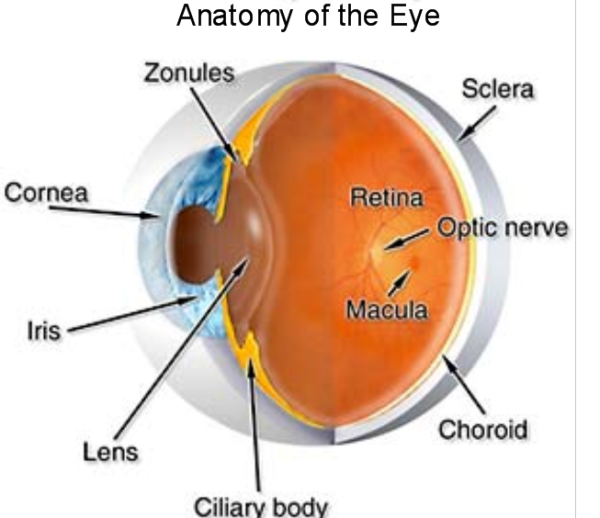 Anatomy of the Eye
Zonules
Sclera
Cornea
Retina
Optic nerve
Macula
Iris
Choroid
Lens
Ciliary body